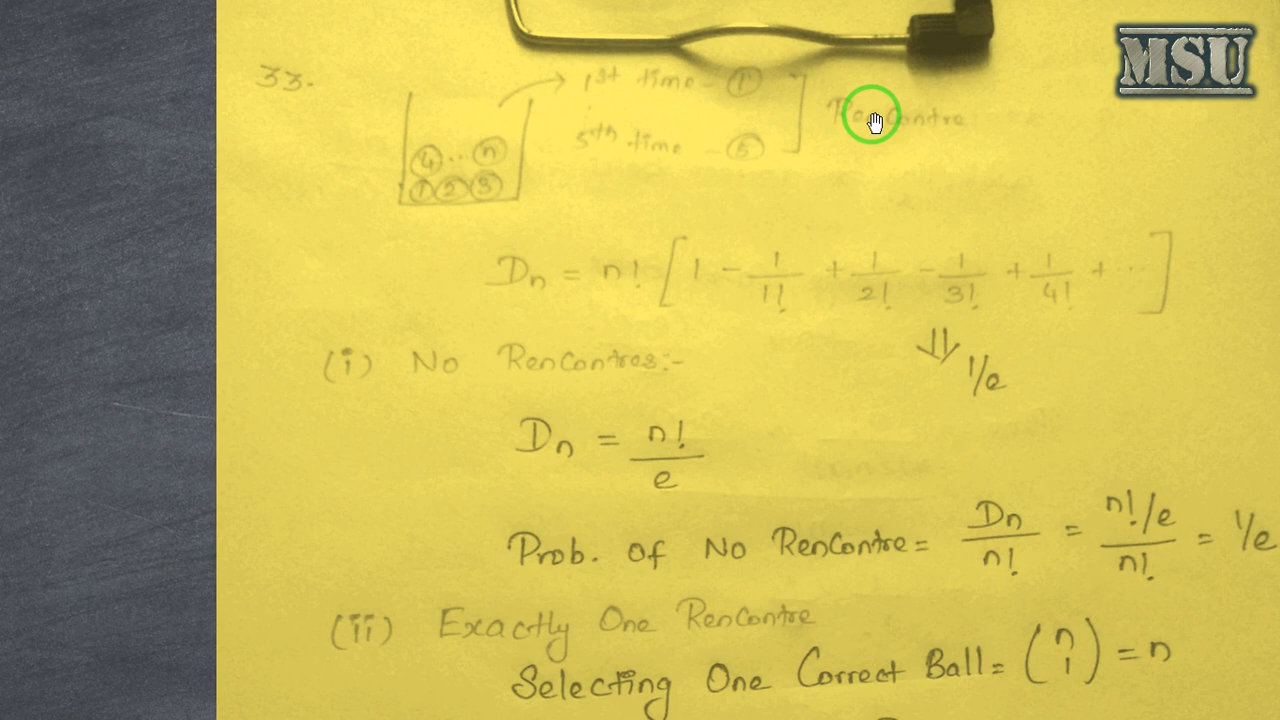 MSU
33.
1st time - ①
Rencontre
5th time - ⑤
④ ... ⓝ
① ② ③
Dn = n! [ 1 - 1/1! + 1/2! - 1/3! + 1/4! + ... ]
⇓ 1/e
(i) No Rencontres:-
Dn = n!/e
Prob. of No Rencontre = Dn/n! = n!/e / n! = 1/e
(ii) Exactly One Rencontre
Selecting One Correct Ball = (n 1) = n